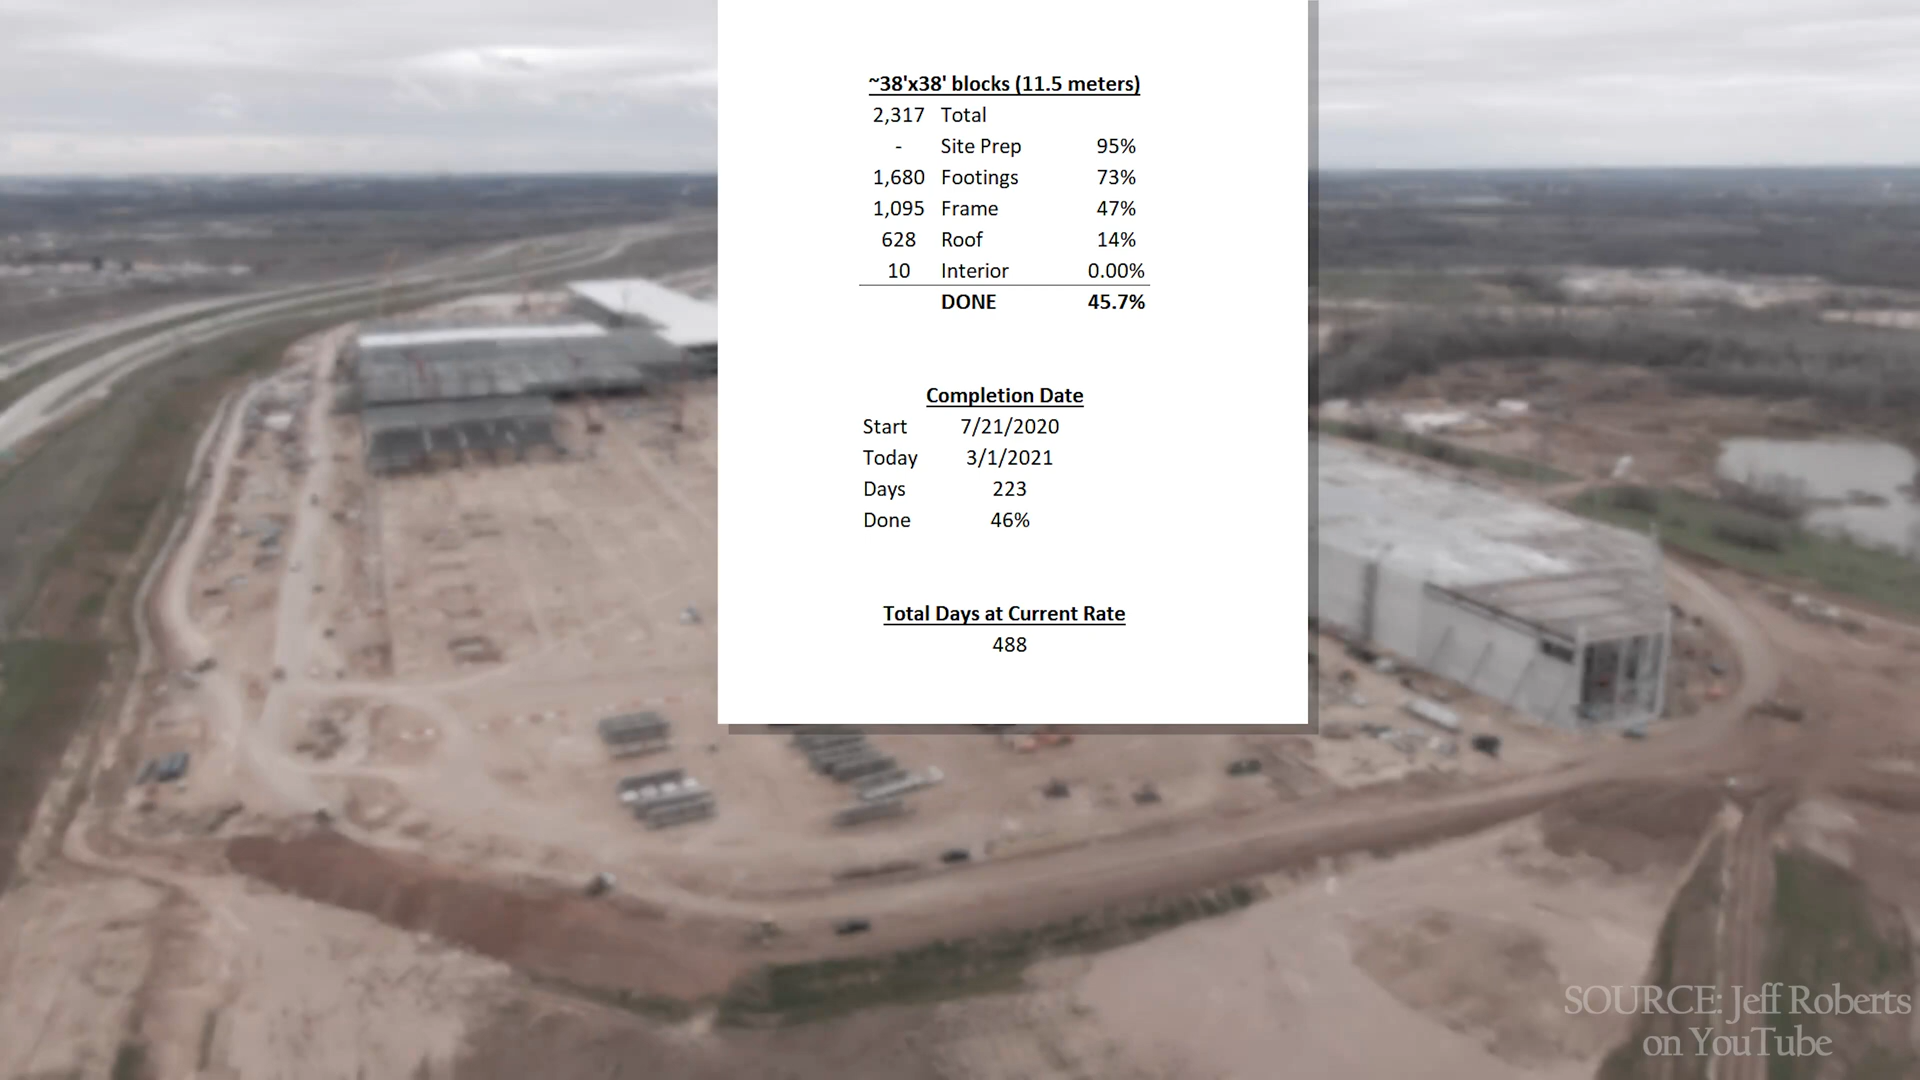 ~38'x38' blocks (11.5 meters)
2,317 Total
- Site Prep 95%
1,680 Footings 73%
1,095 Frame 47%
628 Roof 14%
10 Interior 0.00%
DONE 45.7%
Completion Date
Start 7/21/2020
Today 3/1/2021
Days 223
Done 46%
Total Days at Current Rate
488
SOURCE: Jeff Roberts
on YouTube